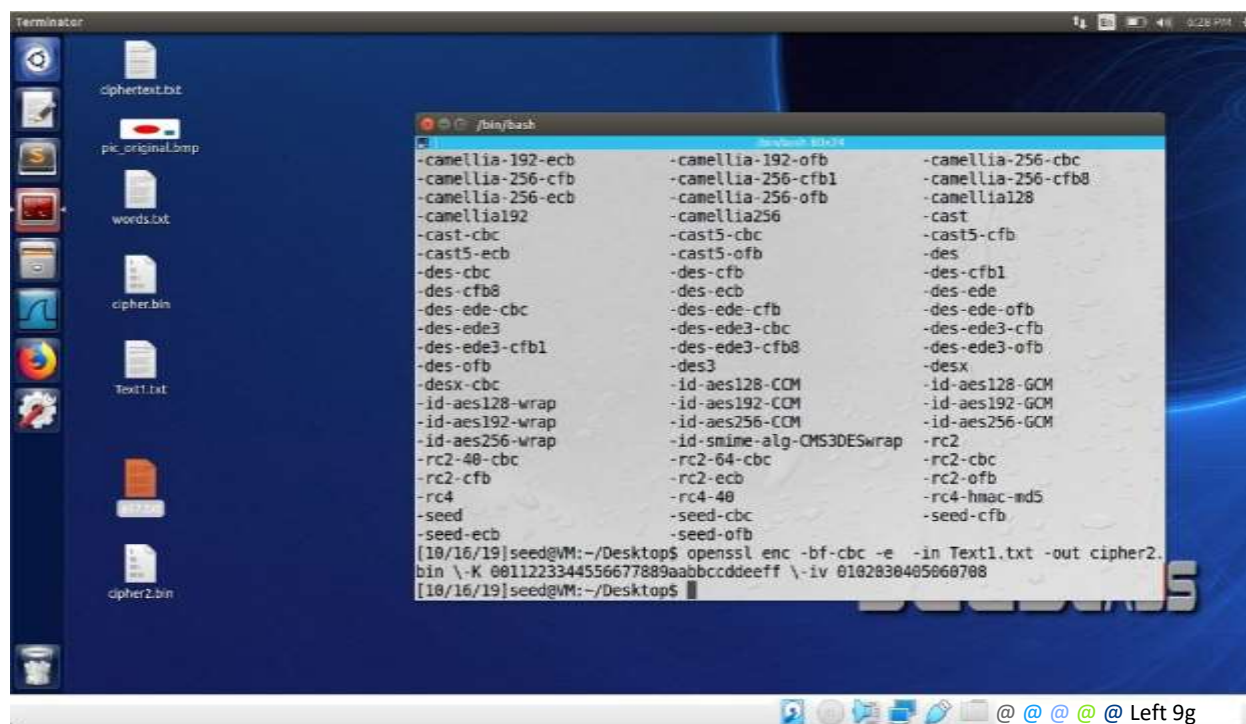 Terminator
En
6:28 PM
ciphertext.txt
pic_original.bmp
words.txt
cipher.bin
Text1.txt
cipher2.bin
/bin/bash
/bin/bash 80x24
-camellia-192-ecb -camellia-192-ofb -camellia-256-cbc
-camellia-256-cfb -camellia-256-cfb1 -camellia-256-cfb8
-camellia-256-ecb -camellia-256-ofb -camellia128
-camellia192 -camellia256 -cast
-cast-cbc -cast5-cbc -cast5-cfb
-cast5-ecb -cast5-ofb -des
-des-cbc -des-cfb -des-cfb1
-des-cfb8 -des-ecb -des-ede
-des-ede-cbc -des-ede-cfb -des-ede-ofb
-des-ede3 -des-ede3-cbc -des-ede3-cfb
-des-ede3-cfb1 -des-ede3-cfb8 -des-ede3-ofb
-des-ofb -des3 -desx
-desx-cbc -id-aes128-CCM -id-aes128-GCM
-id-aes128-wrap -id-aes192-CCM -id-aes192-GCM
-id-aes192-wrap -id-aes256-CCM -id-aes256-GCM
-id-aes256-wrap -id-smime-alg-CMS3DESwrap -rc2
-rc2-40-cbc -rc2-64-cbc -rc2-cbc
-rc2-cfb -rc2-ecb -rc2-ofb
-rc4 -rc4-40 -rc4-hmac-md5
-seed -seed-cbc -seed-cfb
-seed-ecb -seed-ofb
[10/16/19]seed@VM:~/Desktop$ openssl enc -bf-cbc -e -in Text1.txt -out cipher2.
bin \-K 00112233445566778889aabbccddeeff \-iv 0102030405060708
[10/16/19]seed@VM:~/Desktop$
@ @ @ @ @ Left 9g